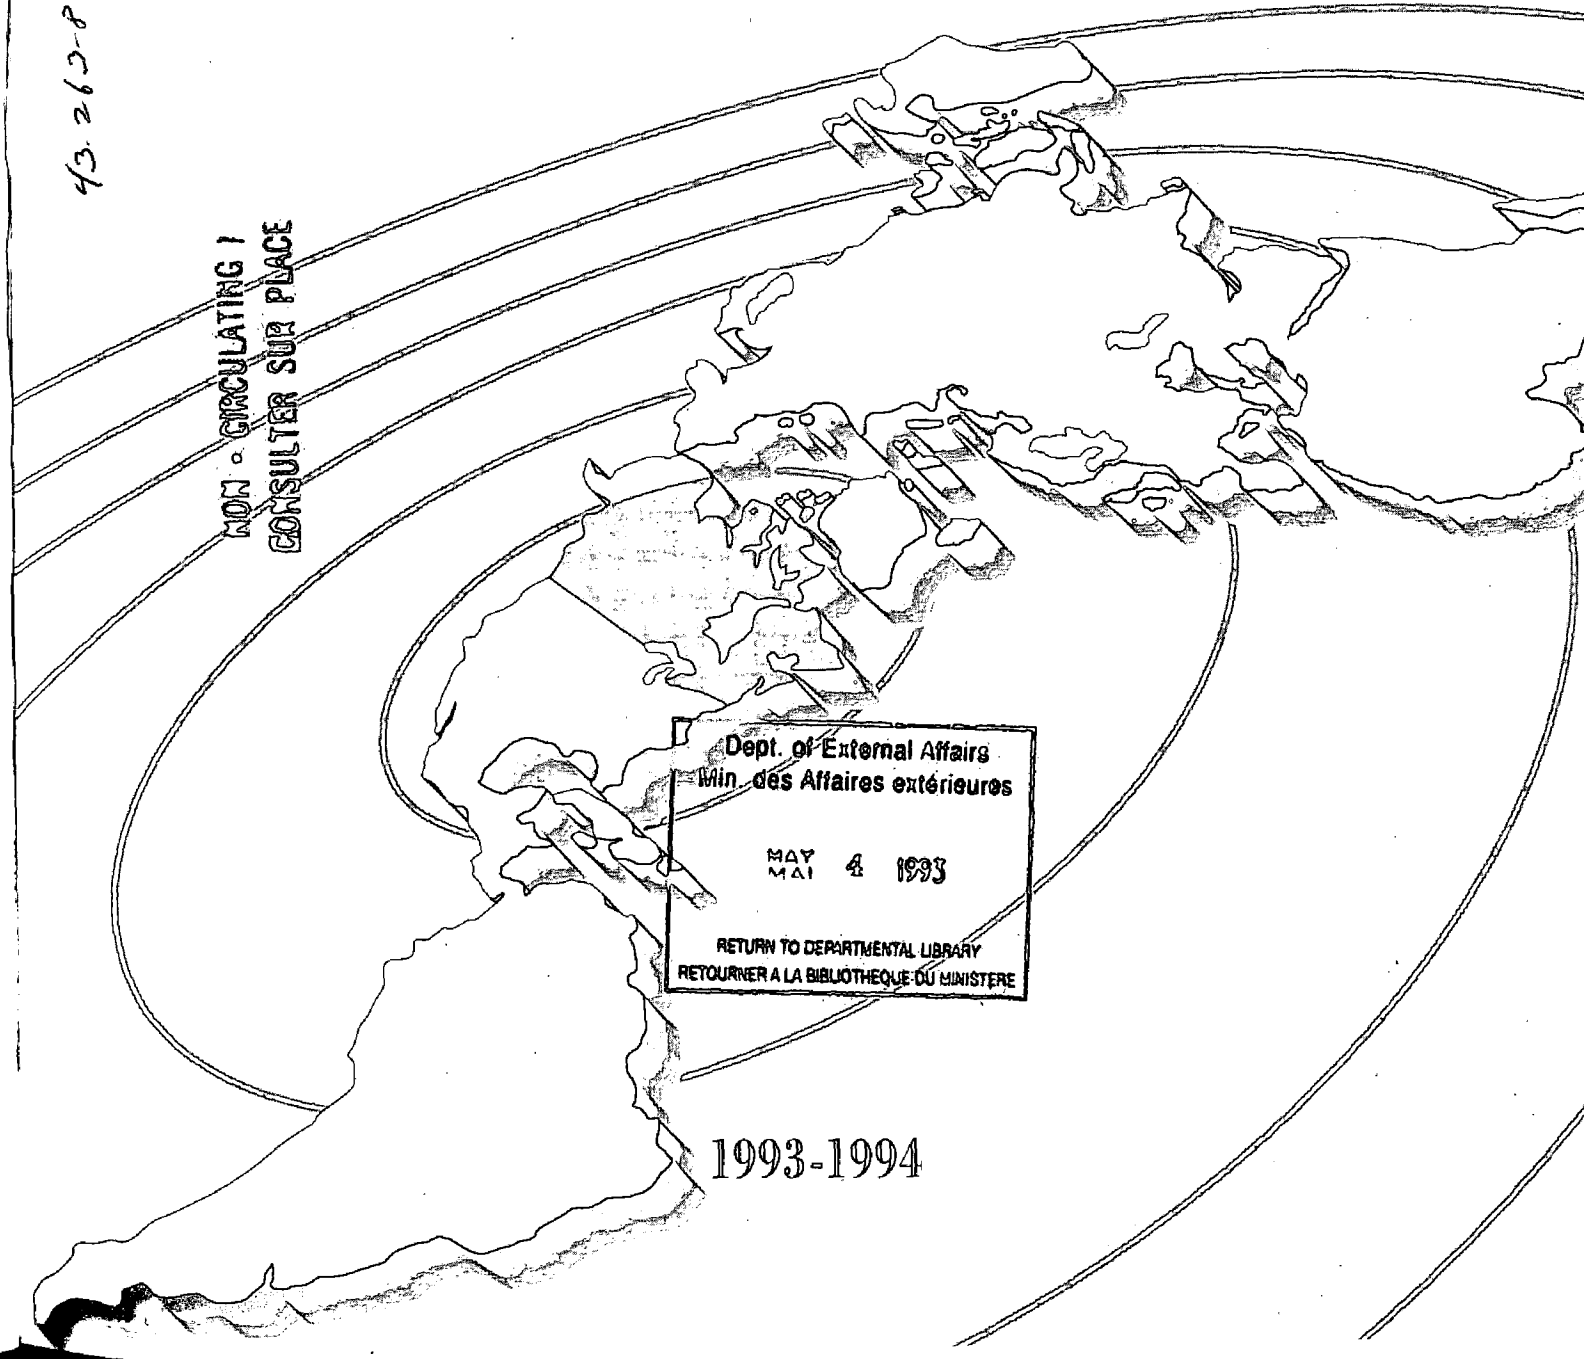 43-263-8
NON - CIRCULATING /
CONSULTER SUR PLACE
Dept. of External Affairs
Min. des Affaires extérieures
MAY
MAI 4 1993
RETURN TO DEPARTMENTAL LIBRARY
RETOURNER A LA BIBLIOTHEQUE DU MINISTERE
1993-1994